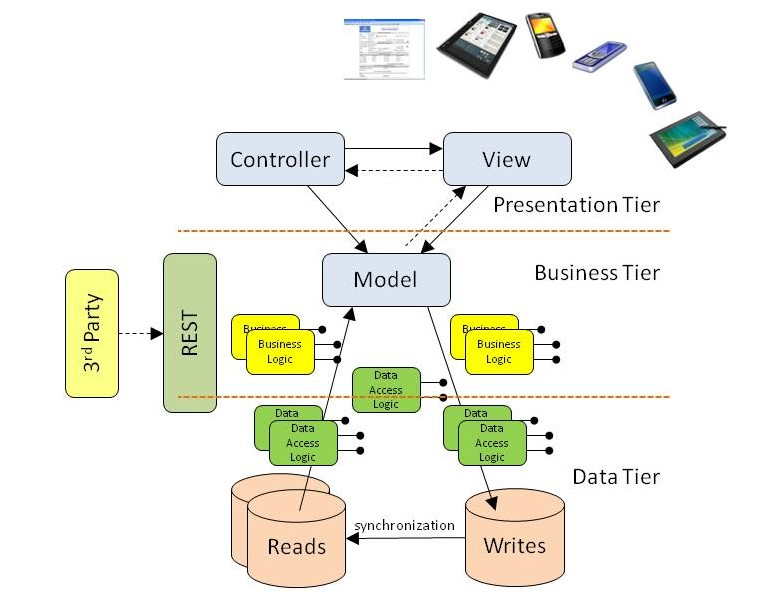 Controller
View
Presentation Tier
Business Tier
Model
3rd Party
REST
Business
Business
Logic
Business
Business
Logic
Data
Access
Logic
Data
Data
Access
Logic
Data
Data
Access
Logic
Data Tier
synchronization
Reads
Writes